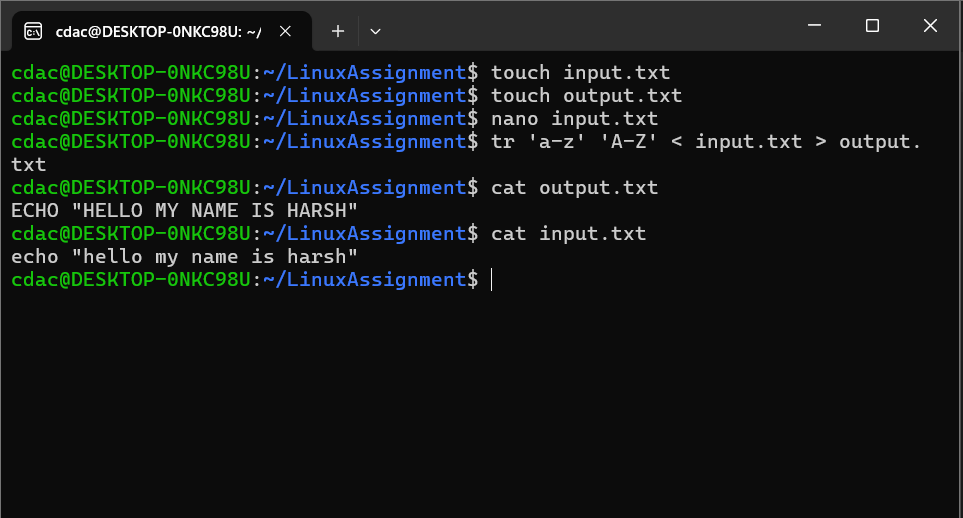 cdac@DESKTOP-0NKC98U: ~/
cdac@DESKTOP-0NKC98U:~/LinuxAssignment$ touch input.txt
cdac@DESKTOP-0NKC98U:~/LinuxAssignment$ touch output.txt
cdac@DESKTOP-0NKC98U:~/LinuxAssignment$ nano input.txt
cdac@DESKTOP-0NKC98U:~/LinuxAssignment$ tr 'a-z' 'A-Z' < input.txt > output.
txt
cdac@DESKTOP-0NKC98U:~/LinuxAssignment$ cat output.txt
ECHO "HELLO MY NAME IS HARSH"
cdac@DESKTOP-0NKC98U:~/LinuxAssignment$ cat input.txt
echo "hello my name is harsh"
cdac@DESKTOP-0NKC98U:~/LinuxAssignment$